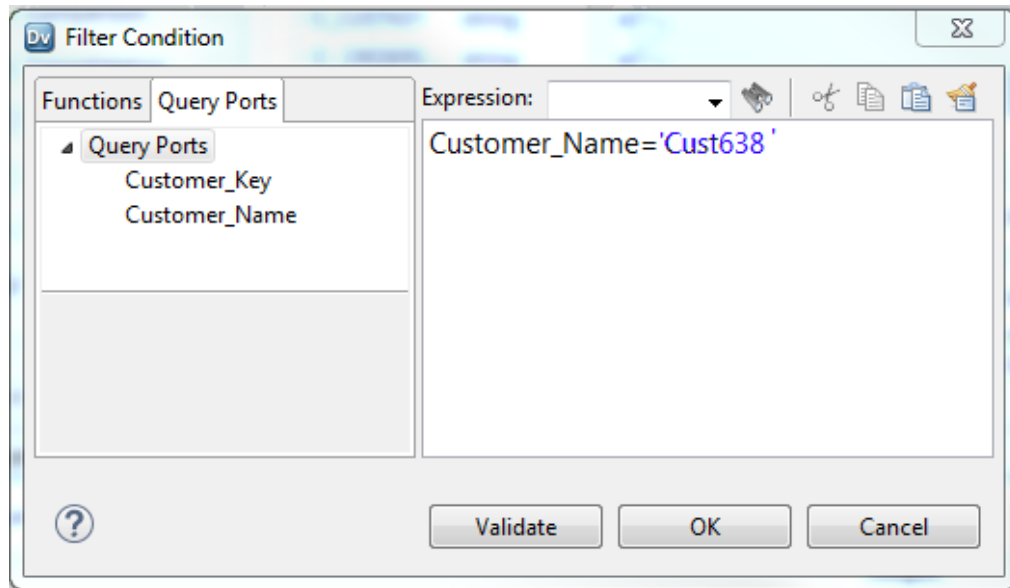 Dv Filter Condition
Functions Query Ports
Expression:
Query Ports
Customer_Key
Customer_Name
Customer_Name='Cust638 '
?
Validate OK Cancel